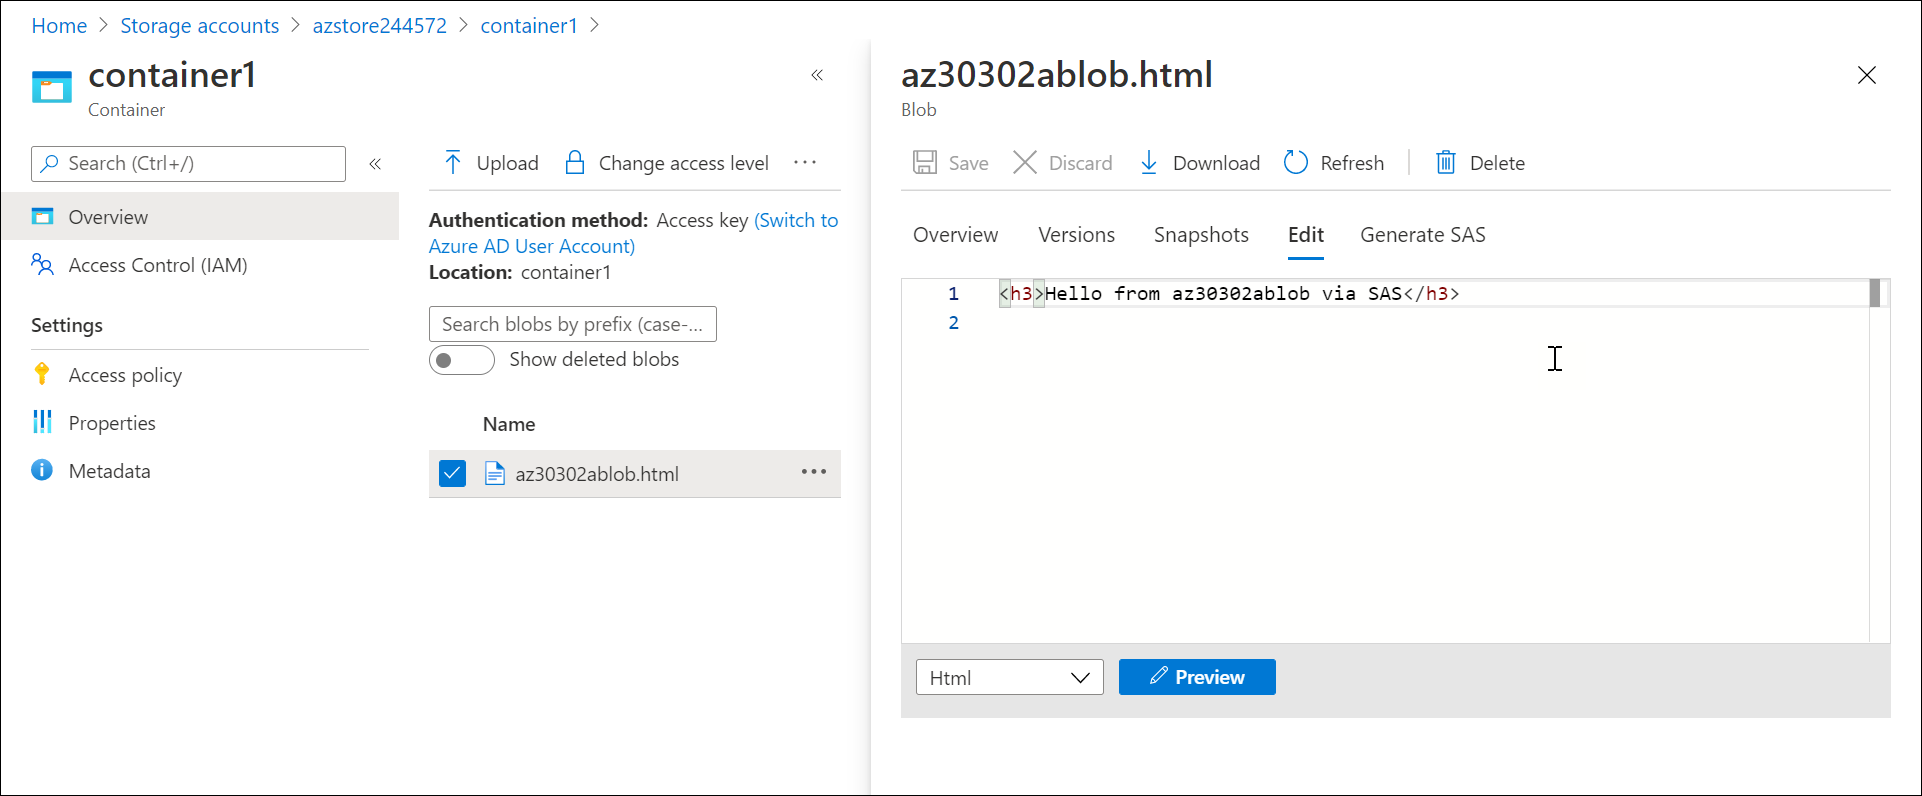 Home > Storage accounts > azstore244572 > container1 >
container1
Container
«
Search (Ctrl+/)
«
Overview
Access Control (IAM)
Settings
Access policy
Properties
Metadata
Upload
Change access level
...
Authentication method: Access key (Switch to
Azure AD User Account)
Location: container1
Search blobs by prefix (case-...
Show deleted blobs
Name
az30302ablob.html
...
az30302ablob.html
Blob
Save
Discard
Download
Refresh
Delete
Overview
Versions
Snapshots
Edit
Generate SAS
1 <h3>Hello from az30302ablob via SAS</h3>
2
Html
Preview